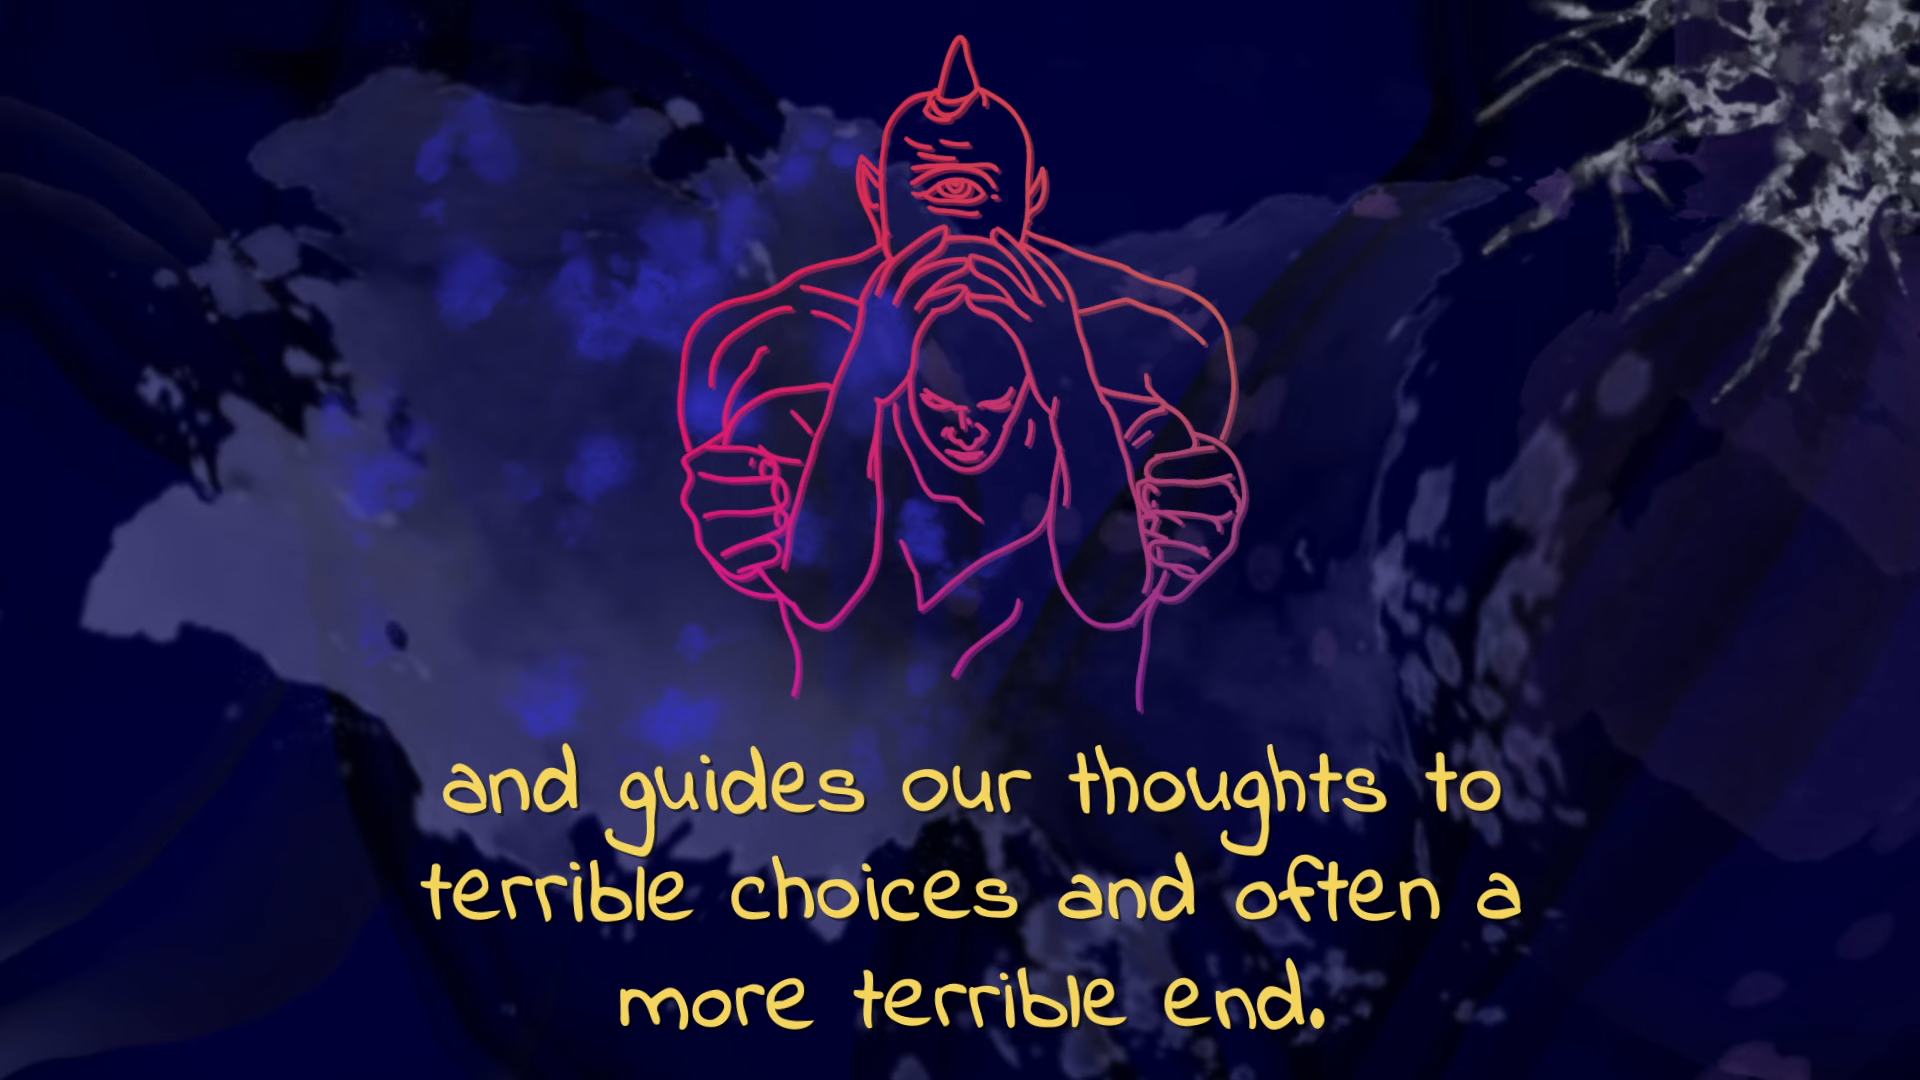 and guides our thoughts to
terrible choices and often a
more terrible end.